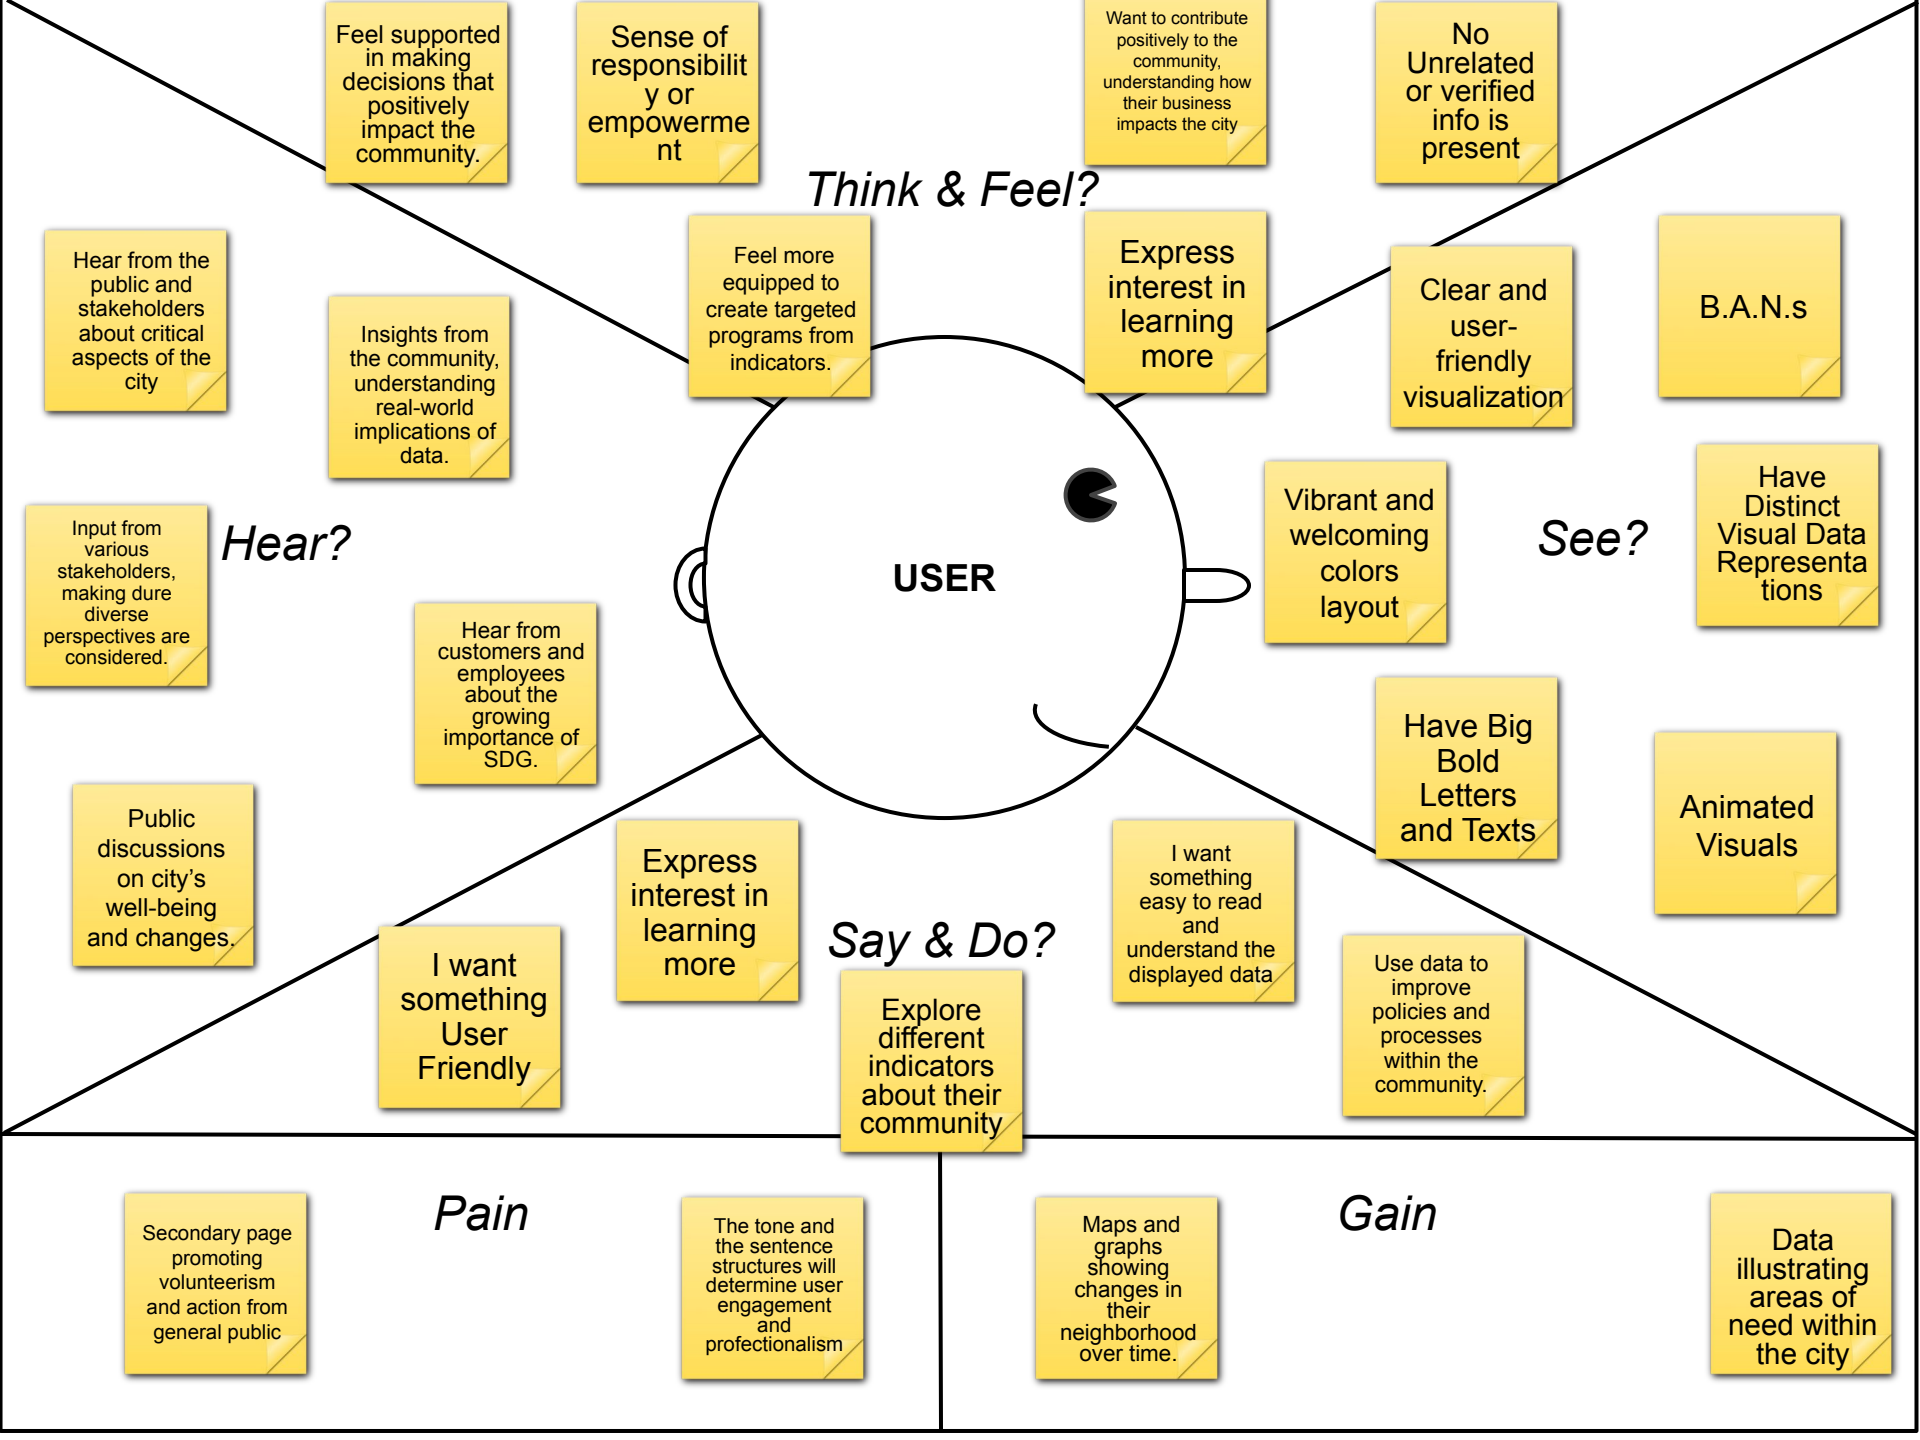 Feel supported
in making
decisions that
positively
impact the
community.
Sense of
responsibilit
y or
empowerme
nt
Want to contribute
positively to the
community,
understanding how
their business
impacts the city
No
Unrelated
or verified
info is
present
Think & Feel?
Feel more
equipped to
create targeted
programs from
indicators.
Express
interest in
learning
more
Hear from the
public and
stakeholders
about critical
aspects of the
city
Insights from
the community,
understanding
real-world
implications of
data.
Hear?
Input from
various
stakeholders,
making dure
diverse
perspectives are
considered.
Hear from
customers and
employees
about the
growing
importance of
SDG.
Public
discussions
on city's
well-being
and changes.
USER
Clear and
user-
friendly
visualization
B.A.N.s
Vibrant and
welcoming
colors
layout
See?
Have
Distinct
Visual Data
Representa
tions
Have Big
Bold
Letters
and Texts
Animated
Visuals
I want
something
User
Friendly
Express
interest in
learning
more
Say & Do?
Explore
different
indicators
about their
community
I want
something
easy to read
and
understand the
displayed data
Use data to
improve
policies and
processes
within the
community.
Pain
Secondary page
promoting
volunteerism
and action from
general public
The tone and
the sentence
structures will
determine user
engagement
and
profectionalism
Gain
Maps and
graphs
showing
changes in
their
neighborhood
over time.
Data
illustrating
areas of
need within
the city